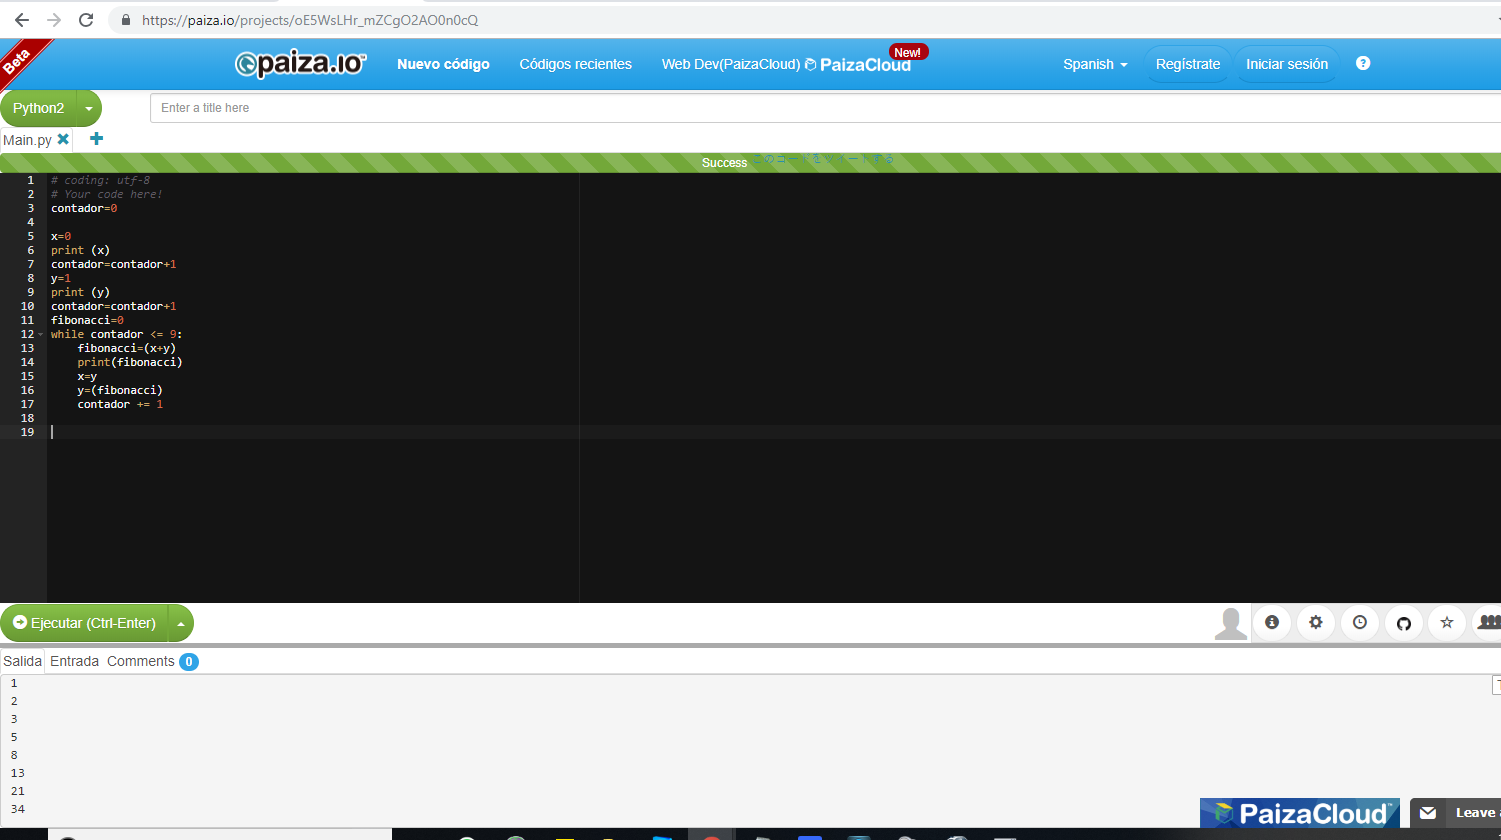 https://paiza.io/projects/oE5WsLHr_mZCgO2AO0n0cQ
Beta
paiza.io Nuevo código Códigos recientes Web Dev(PaizaCloud) PaizaCloud New! Spanish Regístrate Iniciar sesión ?
Python2 Enter a title here
Main.py
Success このコードをツイートする
1 # coding: utf-8
2 # Your code here!
3 contador=0
4
5 x=0
6 print (x)
7 contador=contador+1
8 y=1
9 print (y)
10 contador=contador+1
11 fibonacci=0
12 while contador <= 9:
13 fibonacci=(x+y)
14 print(fibonacci)
15 x=y
16 y=(fibonacci)
17 contador += 1
18
19
Ejecutar (Ctrl-Enter)
Salida Entrada Comments 0
1
2
3
5
8
13
21
34
PaizaCloud Leave